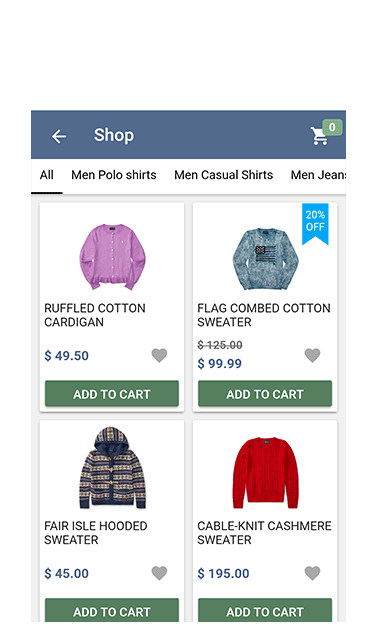 Shop
0
All
Men Polo shirts
Men Casual Shirts
Men Jeans
20%
OFF
RUFFLED COTTON
CARDIGAN
$ 49.50
ADD TO CART
FLAG COMBED COTTON
SWEATER
$ 125.00
$ 99.99
ADD TO CART
FAIR ISLE HOODED
SWEATER
$ 45.00
ADD TO CART
CABLE-KNIT CASHMERE
SWEATER
$ 195.00
ADD TO CART